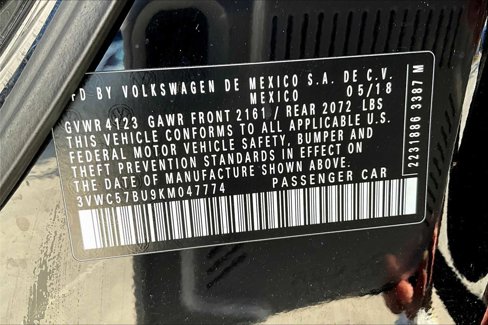 FD BY VOLKSWAGEN DE MEXICO S.A. DE C.V.
MEXICO 05/18
GVWR 4123 GAWR FRONT 2161 / REAR 2072 LBS
THIS VEHICLE CONFORMS TO ALL APPLICABLE U.S.
FEDERAL MOTOR VEHICLE SAFETY, BUMPER AND
THEFT PREVENTION STANDARDS IN EFFECT ON
THE DATE OF MANUFACTURE SHOWN ABOVE.
3VWC57BU9KM047774 PASSENGER CAR
2231886 3387 M